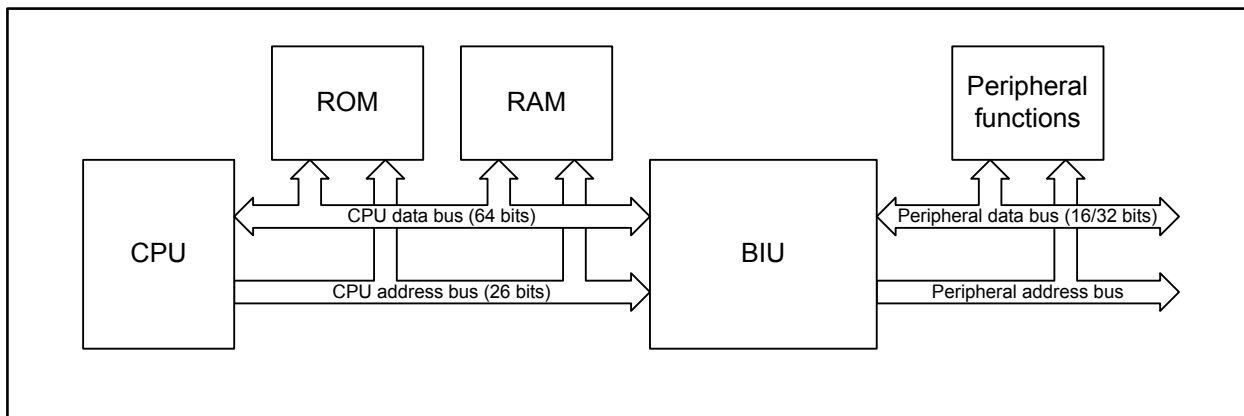 ROM
RAM
Peripheral
functions
CPU data bus (64 bits)
Peripheral data bus (16/32 bits)
CPU
BIU
CPU address bus (26 bits)
Peripheral address bus